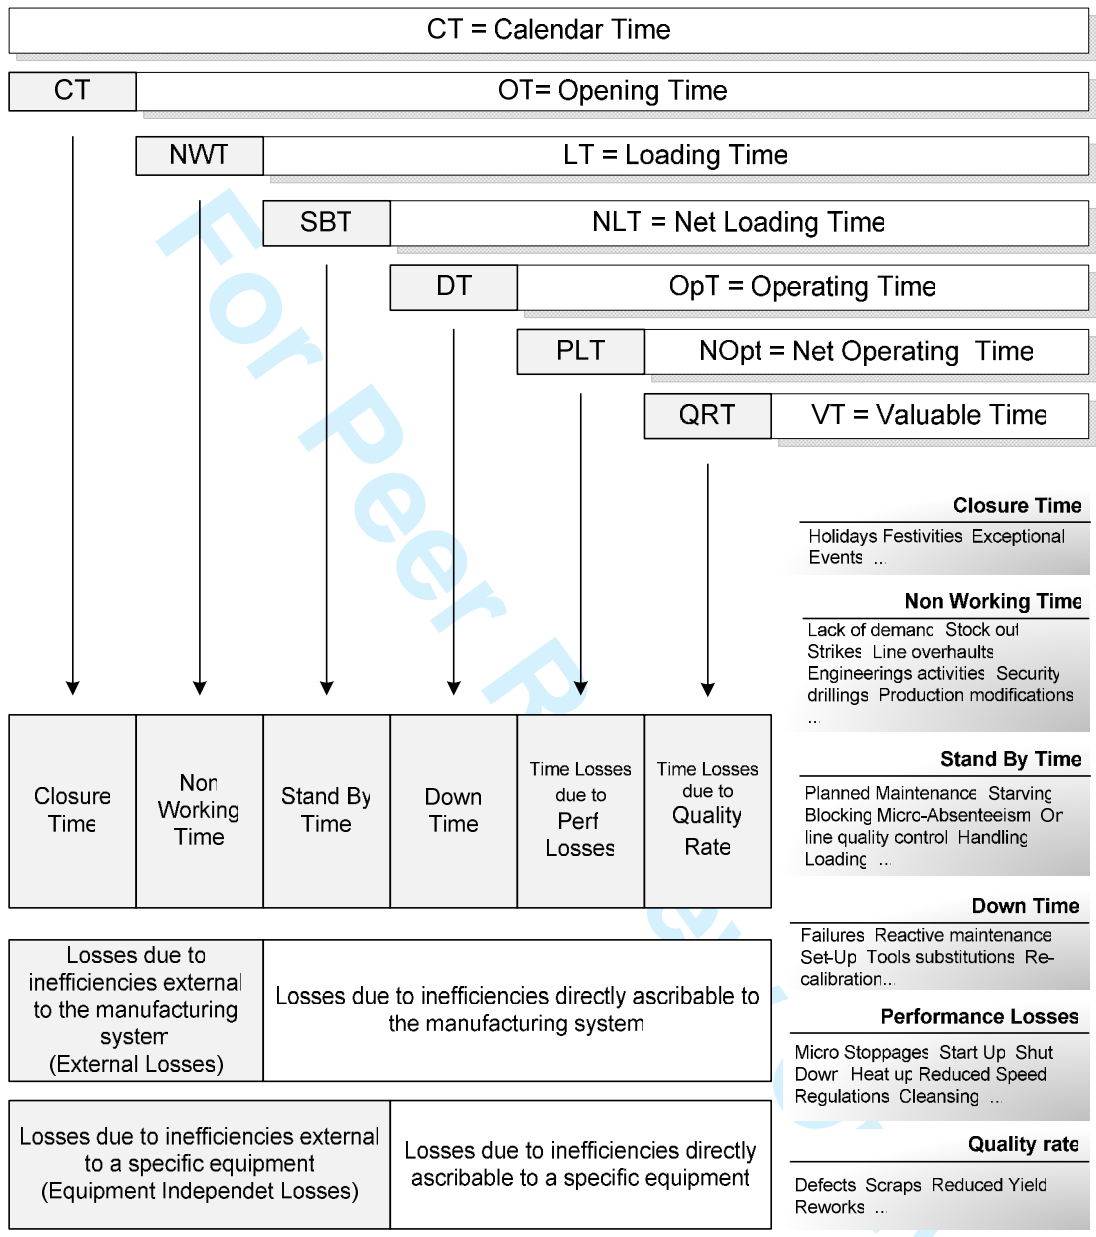 CT = Calendar Time
CT
OT= Opening Time
NWT
LT = Loading Time
SBT
NLT = Net Loading Time
DT
OpT = Operating Time
PLT
NOpt = Net Operating Time
QRT
VT = Valuable Time
Closure Time
Holidays Festivities Exceptional
Events ...
Non Working Time
Lack of demand Stock out
Strikes Line overhaults
Engineerings activities Security
drillings Production modifications
...
Stand By Time
Planned Maintenance Starving
Blocking Micro-Absenteeism On
line quality control Handling
Loading ...
Down Time
Failures Reactive maintenance
Set-Up Tools substitutions Re-
calibration...
Performance Losses
Micro Stoppages Start Up Shut
Down Heat up Reduced Speed
Regulations Cleansing ...
Quality rate
Defects Scraps Reduced Yield
Reworks ...
Closure
Time
Non
Working
Time
Stand By
Time
Down
Time
Time Losses
due to
Perf
Losses
Time Losses
due to
Quality
Rate
Losses due to
inefficiencies external
to the manufacturing
system
(External Losses)
Losses due to inefficiencies directly ascribable to
the manufacturing system
Losses due to inefficiencies external
to a specific equipment
(Equipment Independet Losses)
Losses due to inefficiencies directly
ascribable to a specific equipment
For Peer R